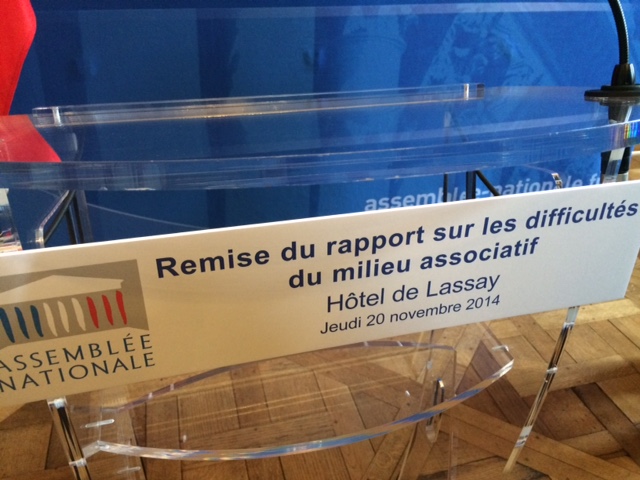 assemblee-nationale.fr
Remise du rapport sur les difficultés
du milieu associatif
Hôtel de Lassay
Jeudi 20 novembre 2014
ASSEMBLÉE
NATIONALE